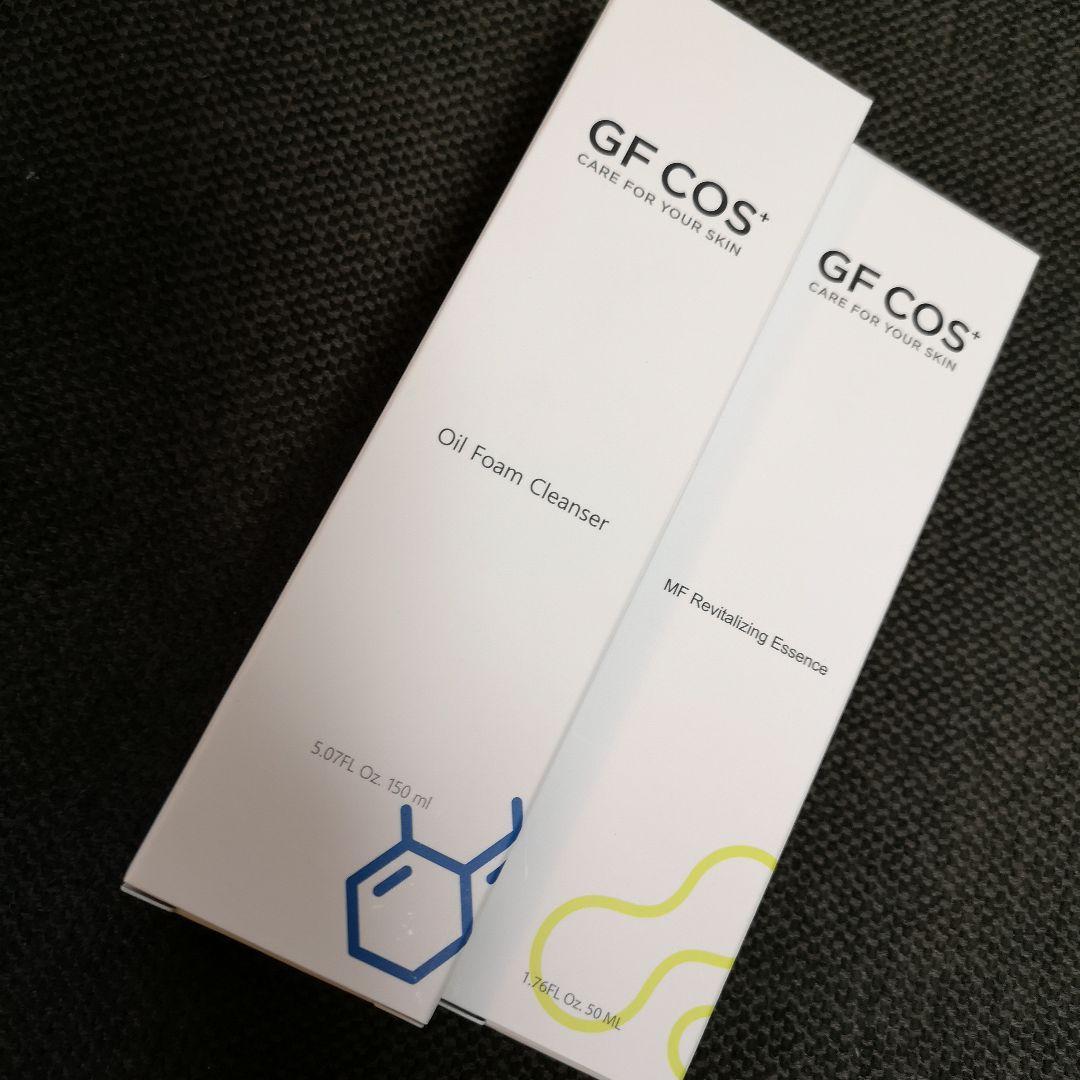 GF COS+
CARE FOR YOUR SKIN
Oil Foam Cleanser
5.07FL Oz. 150 ml
GF COS+
CARE FOR YOUR SKIN
MF Revitalizing Essence
1.76FL Oz. 50 ML